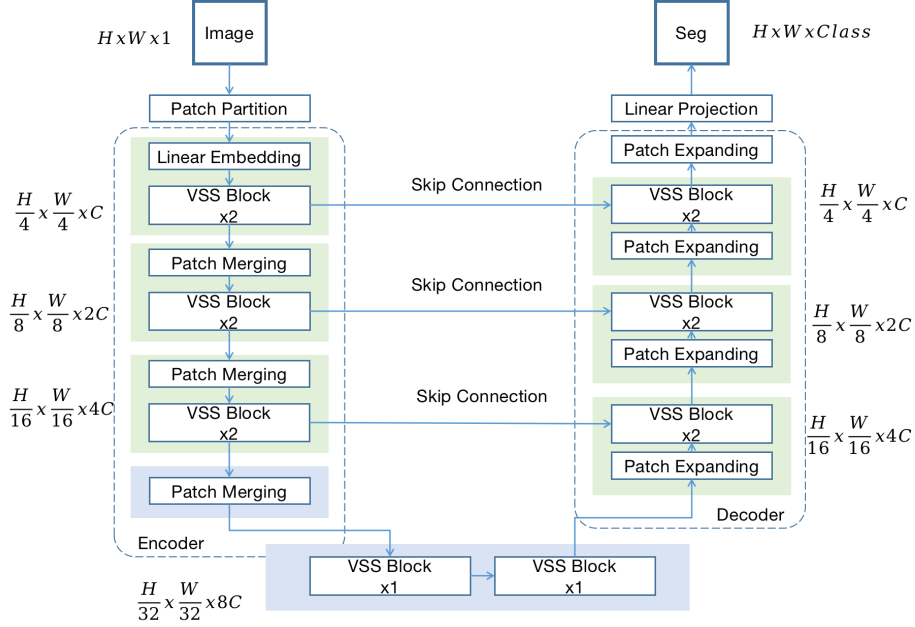 H x W x 1
Image
Seg
H x W x Class
Patch Partition
Linear Projection
Linear Embedding
Patch Expanding
VSS Block
x2
Skip Connection
VSS Block
x2
H/4 x W/4 x C
H/4 x W/4 x C
Patch Expanding
Patch Merging
Skip Connection
VSS Block
x2
VSS Block
x2
H/8 x W/8 x 2C
H/8 x W/8 x 2C
Patch Expanding
Patch Merging
Skip Connection
VSS Block
x2
VSS Block
x2
H/16 x W/16 x 4C
H/16 x W/16 x 4C
Patch Expanding
Patch Merging
Decoder
Encoder
VSS Block
x1
VSS Block
x1
H/32 x W/32 x 8C